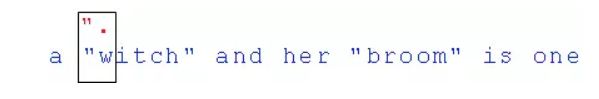 ".
a "witch" and her "broom" is one